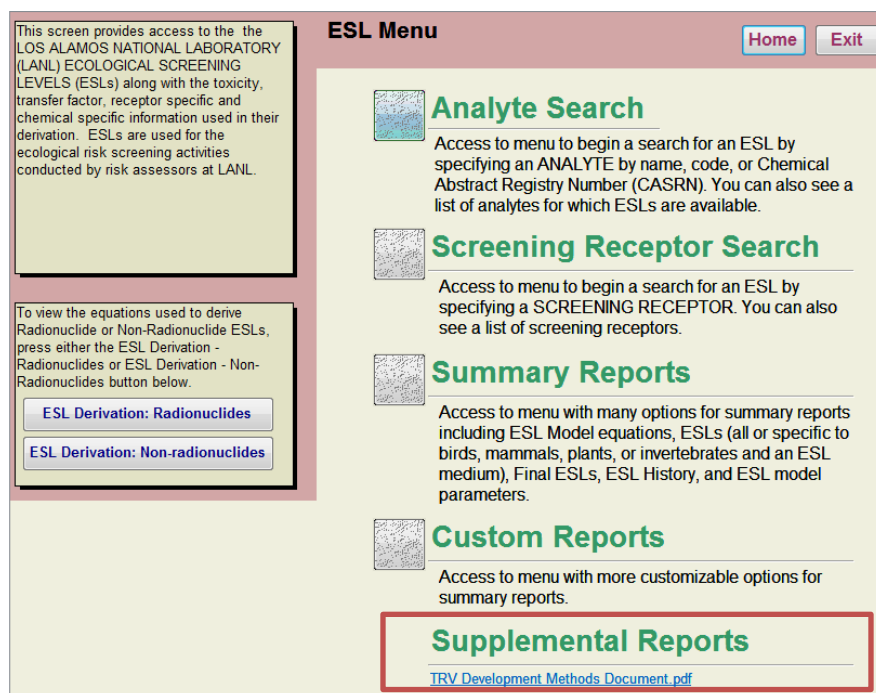 This screen provides access to the  the
LOS ALAMOS NATIONAL LABORATORY
(LANL) ECOLOGICAL SCREENING
LEVELS (ESLs) along with the toxicity,
transfer factor, receptor specific and
chemical specific information used in their
derivation.  ESLs are used for the
ecological risk screening activities
conducted by risk assessors at LANL.
To view the equations used to derive
Radionuclide or Non-Radionuclide ESLs,
press either the ESL Derivation -
Radionuclides or ESL Derivation - Non-
Radionuclides button below.
ESL Derivation: Radionuclides
ESL Derivation: Non-radionuclides
ESL Menu
Home
Exit
Analyte Search
Access to menu to begin a search for an ESL by
specifying an ANALYTE by name, code, or Chemical
Abstract Registry Number (CASRN). You can also see a
list of analytes for which ESLs are available.
Screening Receptor Search
Access to menu to begin a search for an ESL by
specifying a SCREENING RECEPTOR. You can also
see a list of screening receptors.
Summary Reports
Access to menu with many options for summary reports
including ESL Model equations, ESLs (all or specific to
birds, mammals, plants, or invertebrates and an ESL
medium), Final ESLs, ESL History, and ESL model
parameters.
Custom Reports
Access to menu with more customizable options for
summary reports.
Supplemental Reports
TRV Development Methods Document.pdf